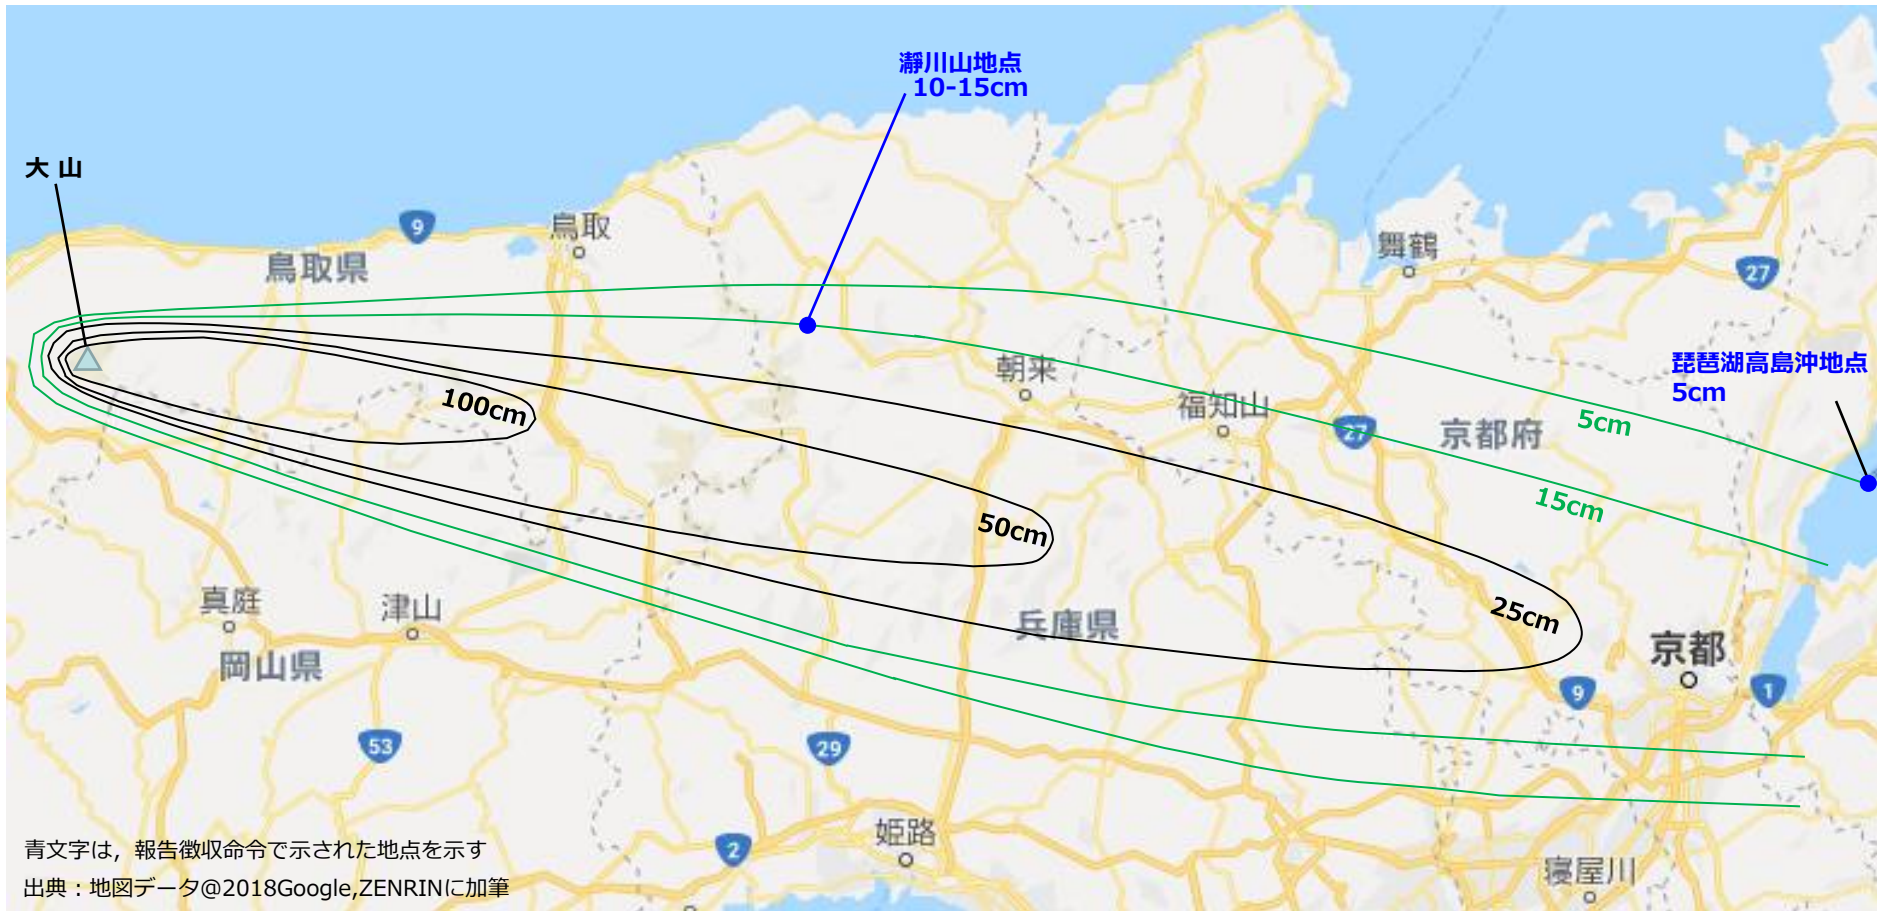 瀞川山地点
10-15cm
大 山
9
鳥取
鳥取県
舞鶴
27
琵琶湖高島沖地点
5cm
朝来
100cm
福知山
5cm
27
京都府
15cm
50cm
真庭
津山
25cm
兵庫県
京都
岡山県
9
1
53
29
姫路
2
寝屋川
青文字は，報告徴収命令で示された地点を示す
出典：地図データ@2018Google,ZENRINに加筆